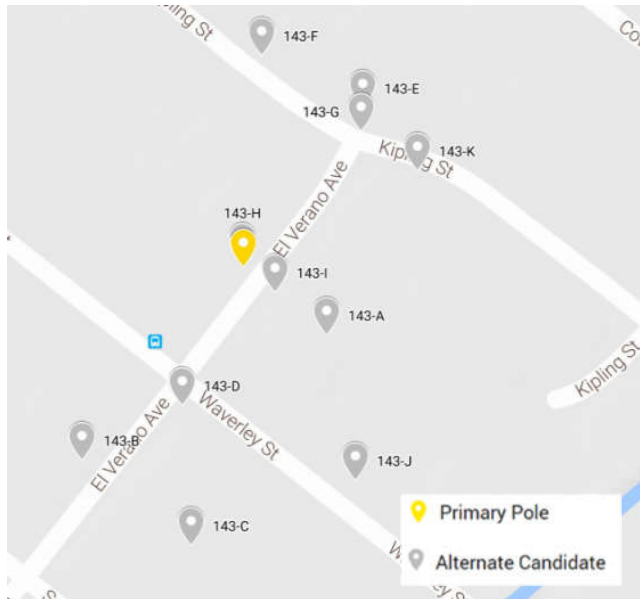 pling St
143-F
Co
143-E
143-G
Kipling St
143-K
El Verano Ave
143-H
143-I
143-A
Kipling St
143-D
Waverley St
El Verano Ave
143-B
143-J
143-C
Primary Pole
Alternate Candidate